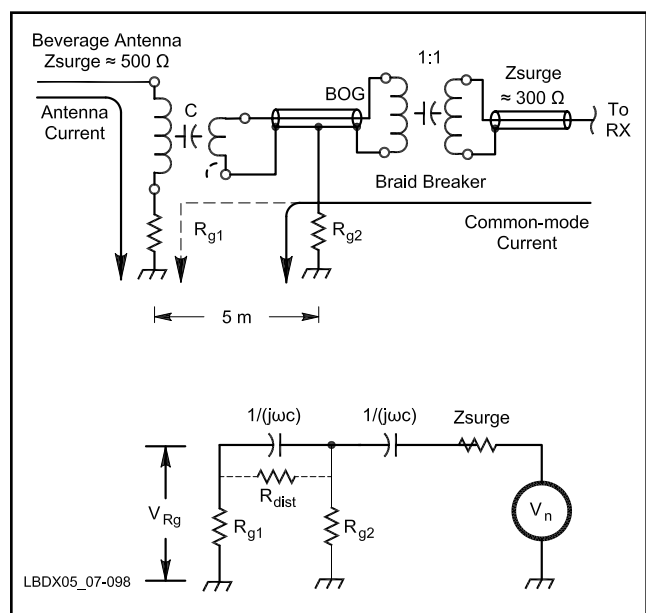 Beverage Antenna
Zsurge ≈ 500 Ω
Antenna
Current
C
BOG
1:1
Zsurge
≈ 300 Ω
To
RX
Braid Breaker
Rg1
Rg2
Common-mode
Current
5 m
1/(jωc)
1/(jωc)
Zsurge
Rdist
VRg
Rg1
Rg2
Vn
LBDX05_07-098